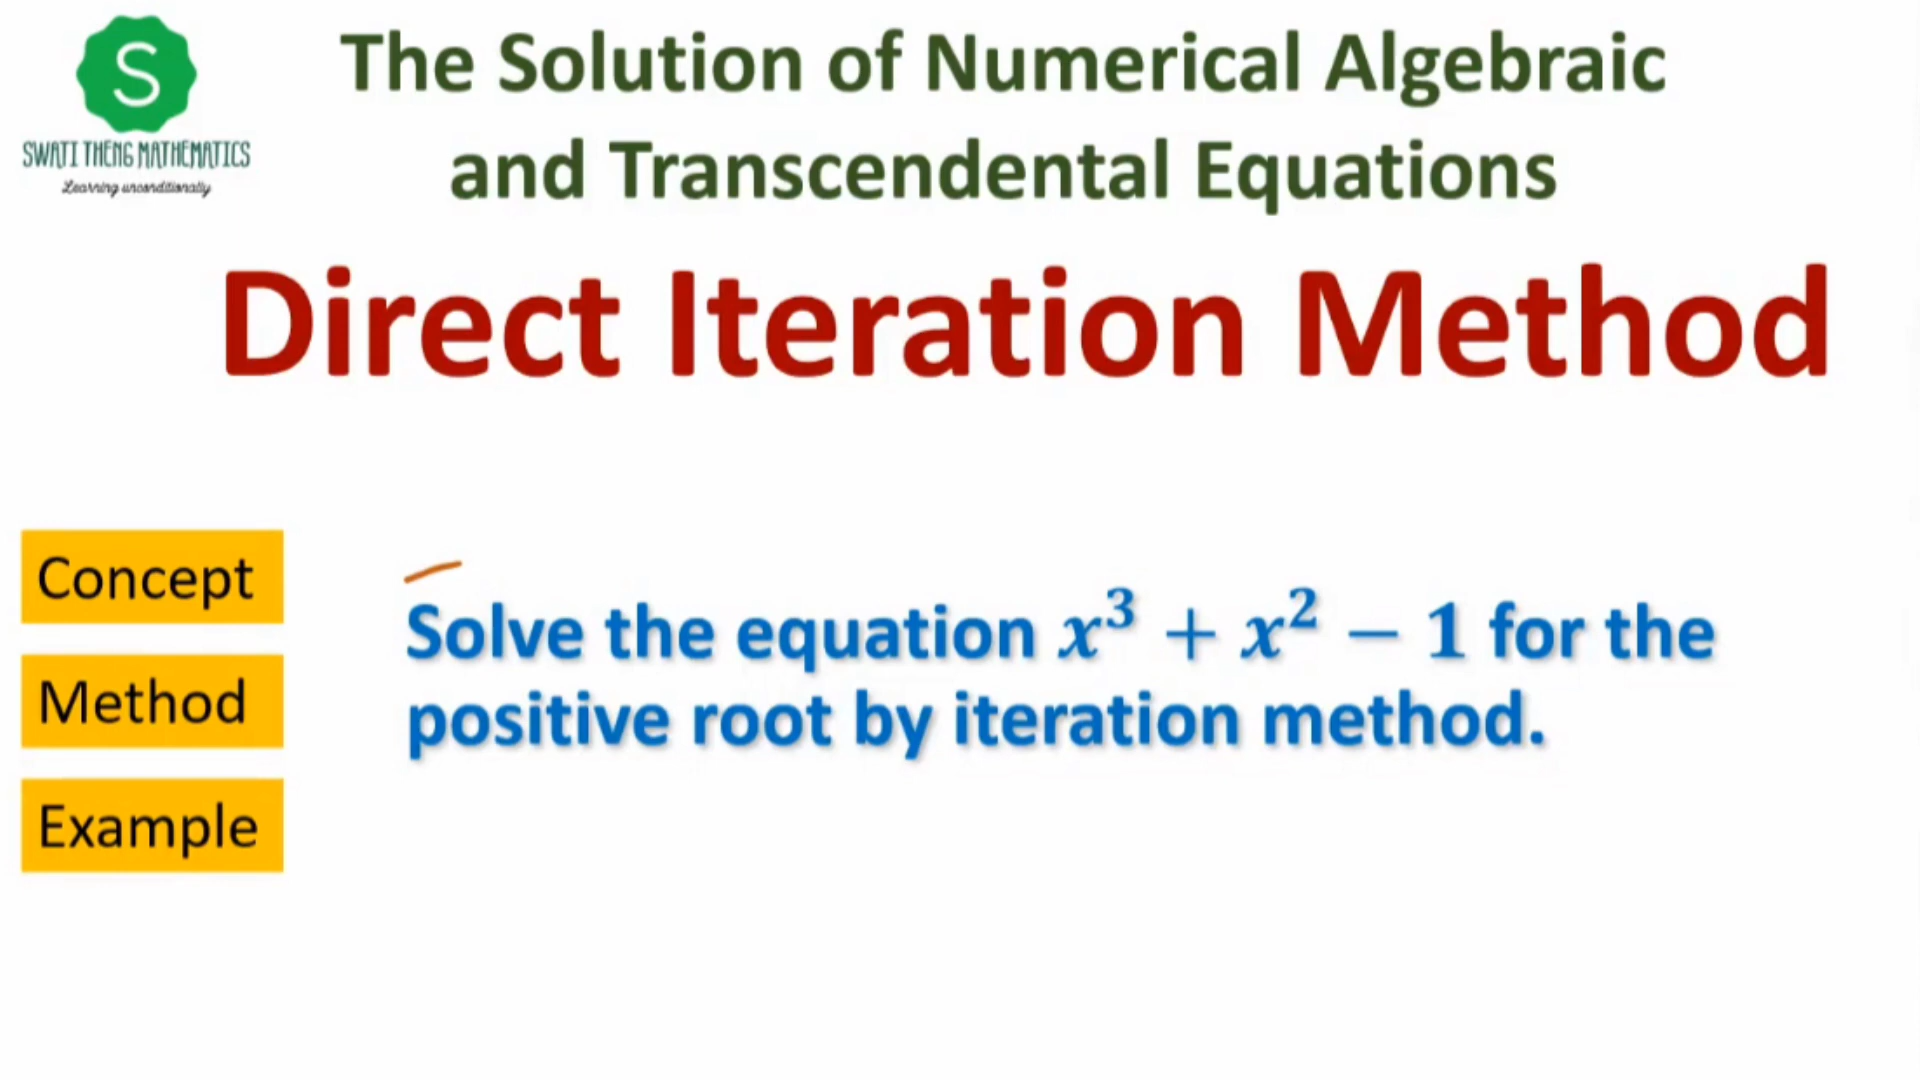 S
SWATI THENG MATHEMATICS
Learning unconditionally
The Solution of Numerical Algebraic
and Transcendental Equations
Direct Iteration Method
Concept
Method
Example
Solve the equation x³ + x² − 1 for the
positive root by iteration method.